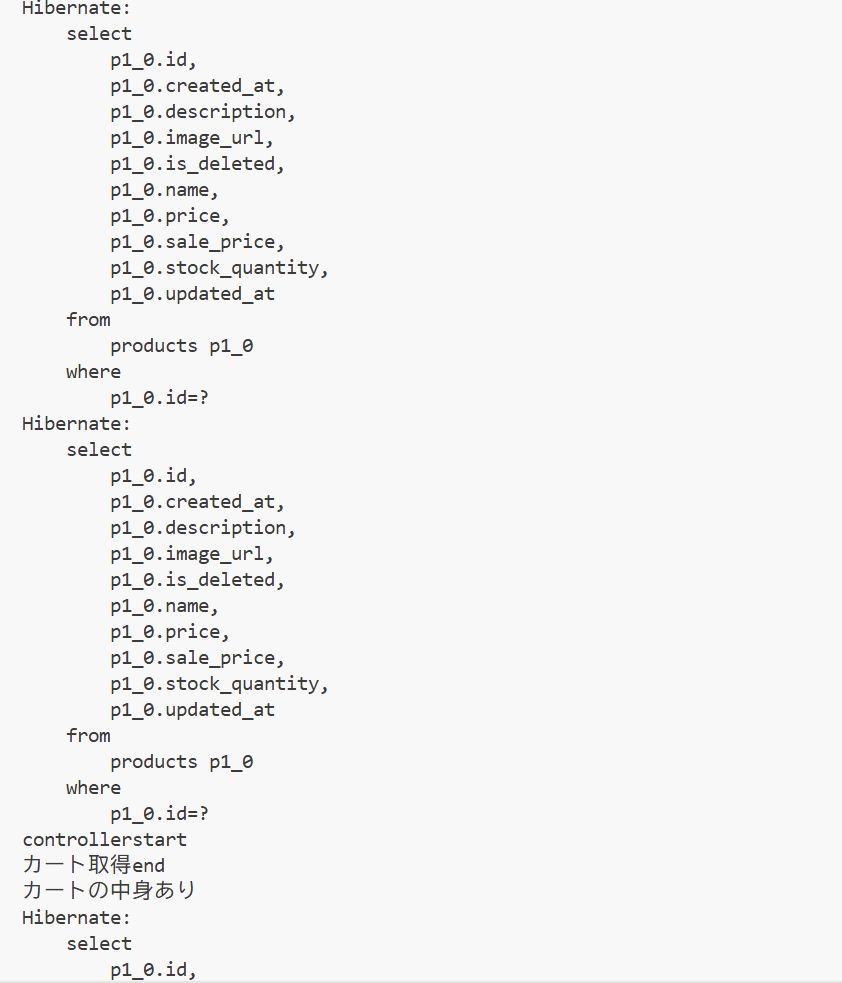 Hibernate:
    select
        p1_0.id,
        p1_0.created_at,
        p1_0.description,
        p1_0.image_url,
        p1_0.is_deleted,
        p1_0.name,
        p1_0.price,
        p1_0.sale_price,
        p1_0.stock_quantity,
        p1_0.updated_at
    from
        products p1_0
    where
        p1_0.id=?
Hibernate:
    select
        p1_0.id,
        p1_0.created_at,
        p1_0.description,
        p1_0.image_url,
        p1_0.is_deleted,
        p1_0.name,
        p1_0.price,
        p1_0.sale_price,
        p1_0.stock_quantity,
        p1_0.updated_at
    from
        products p1_0
    where
        p1_0.id=?
controllerstart
カート取得end
カートの中身あり
Hibernate:
    select
        p1_0.id,